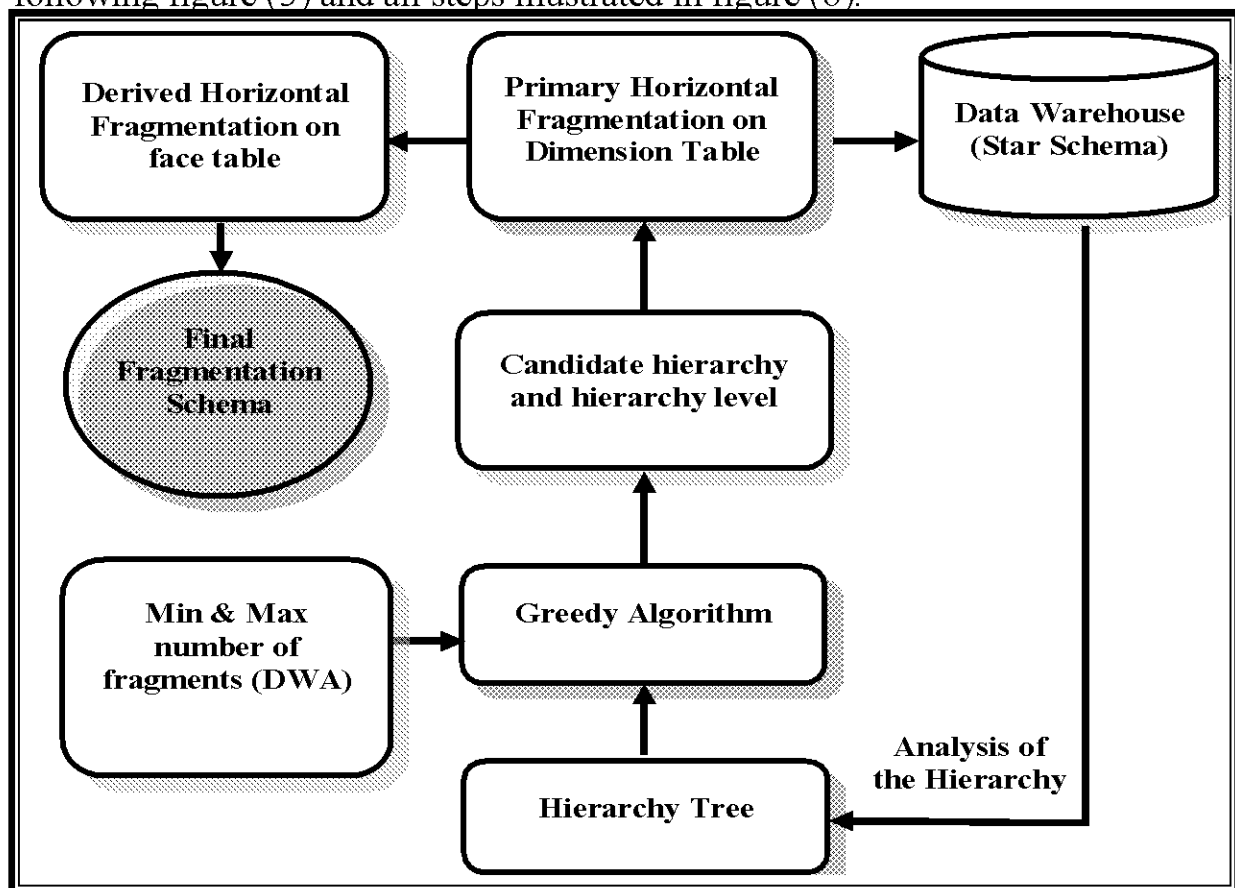 following figure (5) and all steps illustrated in figure (6).
Derived Horizontal
Fragmentation on
face table
Primary Horizontal
Fragmentation on
Dimension Table
Data Warehouse
(Star Schema)
Final
Fragmentation
Schema
Candidate hierarchy
and hierarchy level
Min & Max
number of
fragments (DWA)
Greedy Algorithm
Analysis of
the Hierarchy
Hierarchy Tree